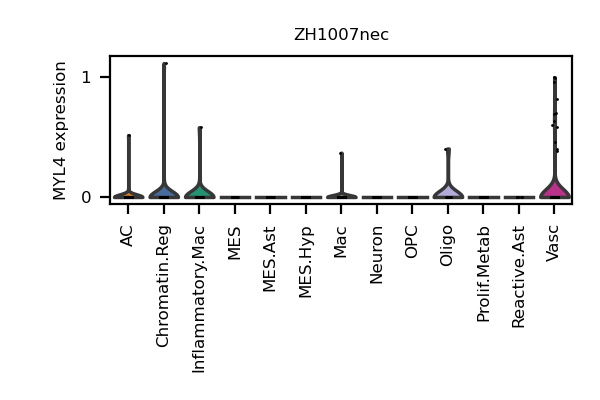 ZH1007nec
MYL4 expression
1
0
AC
Chromatin.Reg
Inflammatory.Mac
MES
MES.Ast
MES.Hyp
Mac
Neuron
OPC
Oligo
Prolif.Metab
Reactive.Ast
Vasc